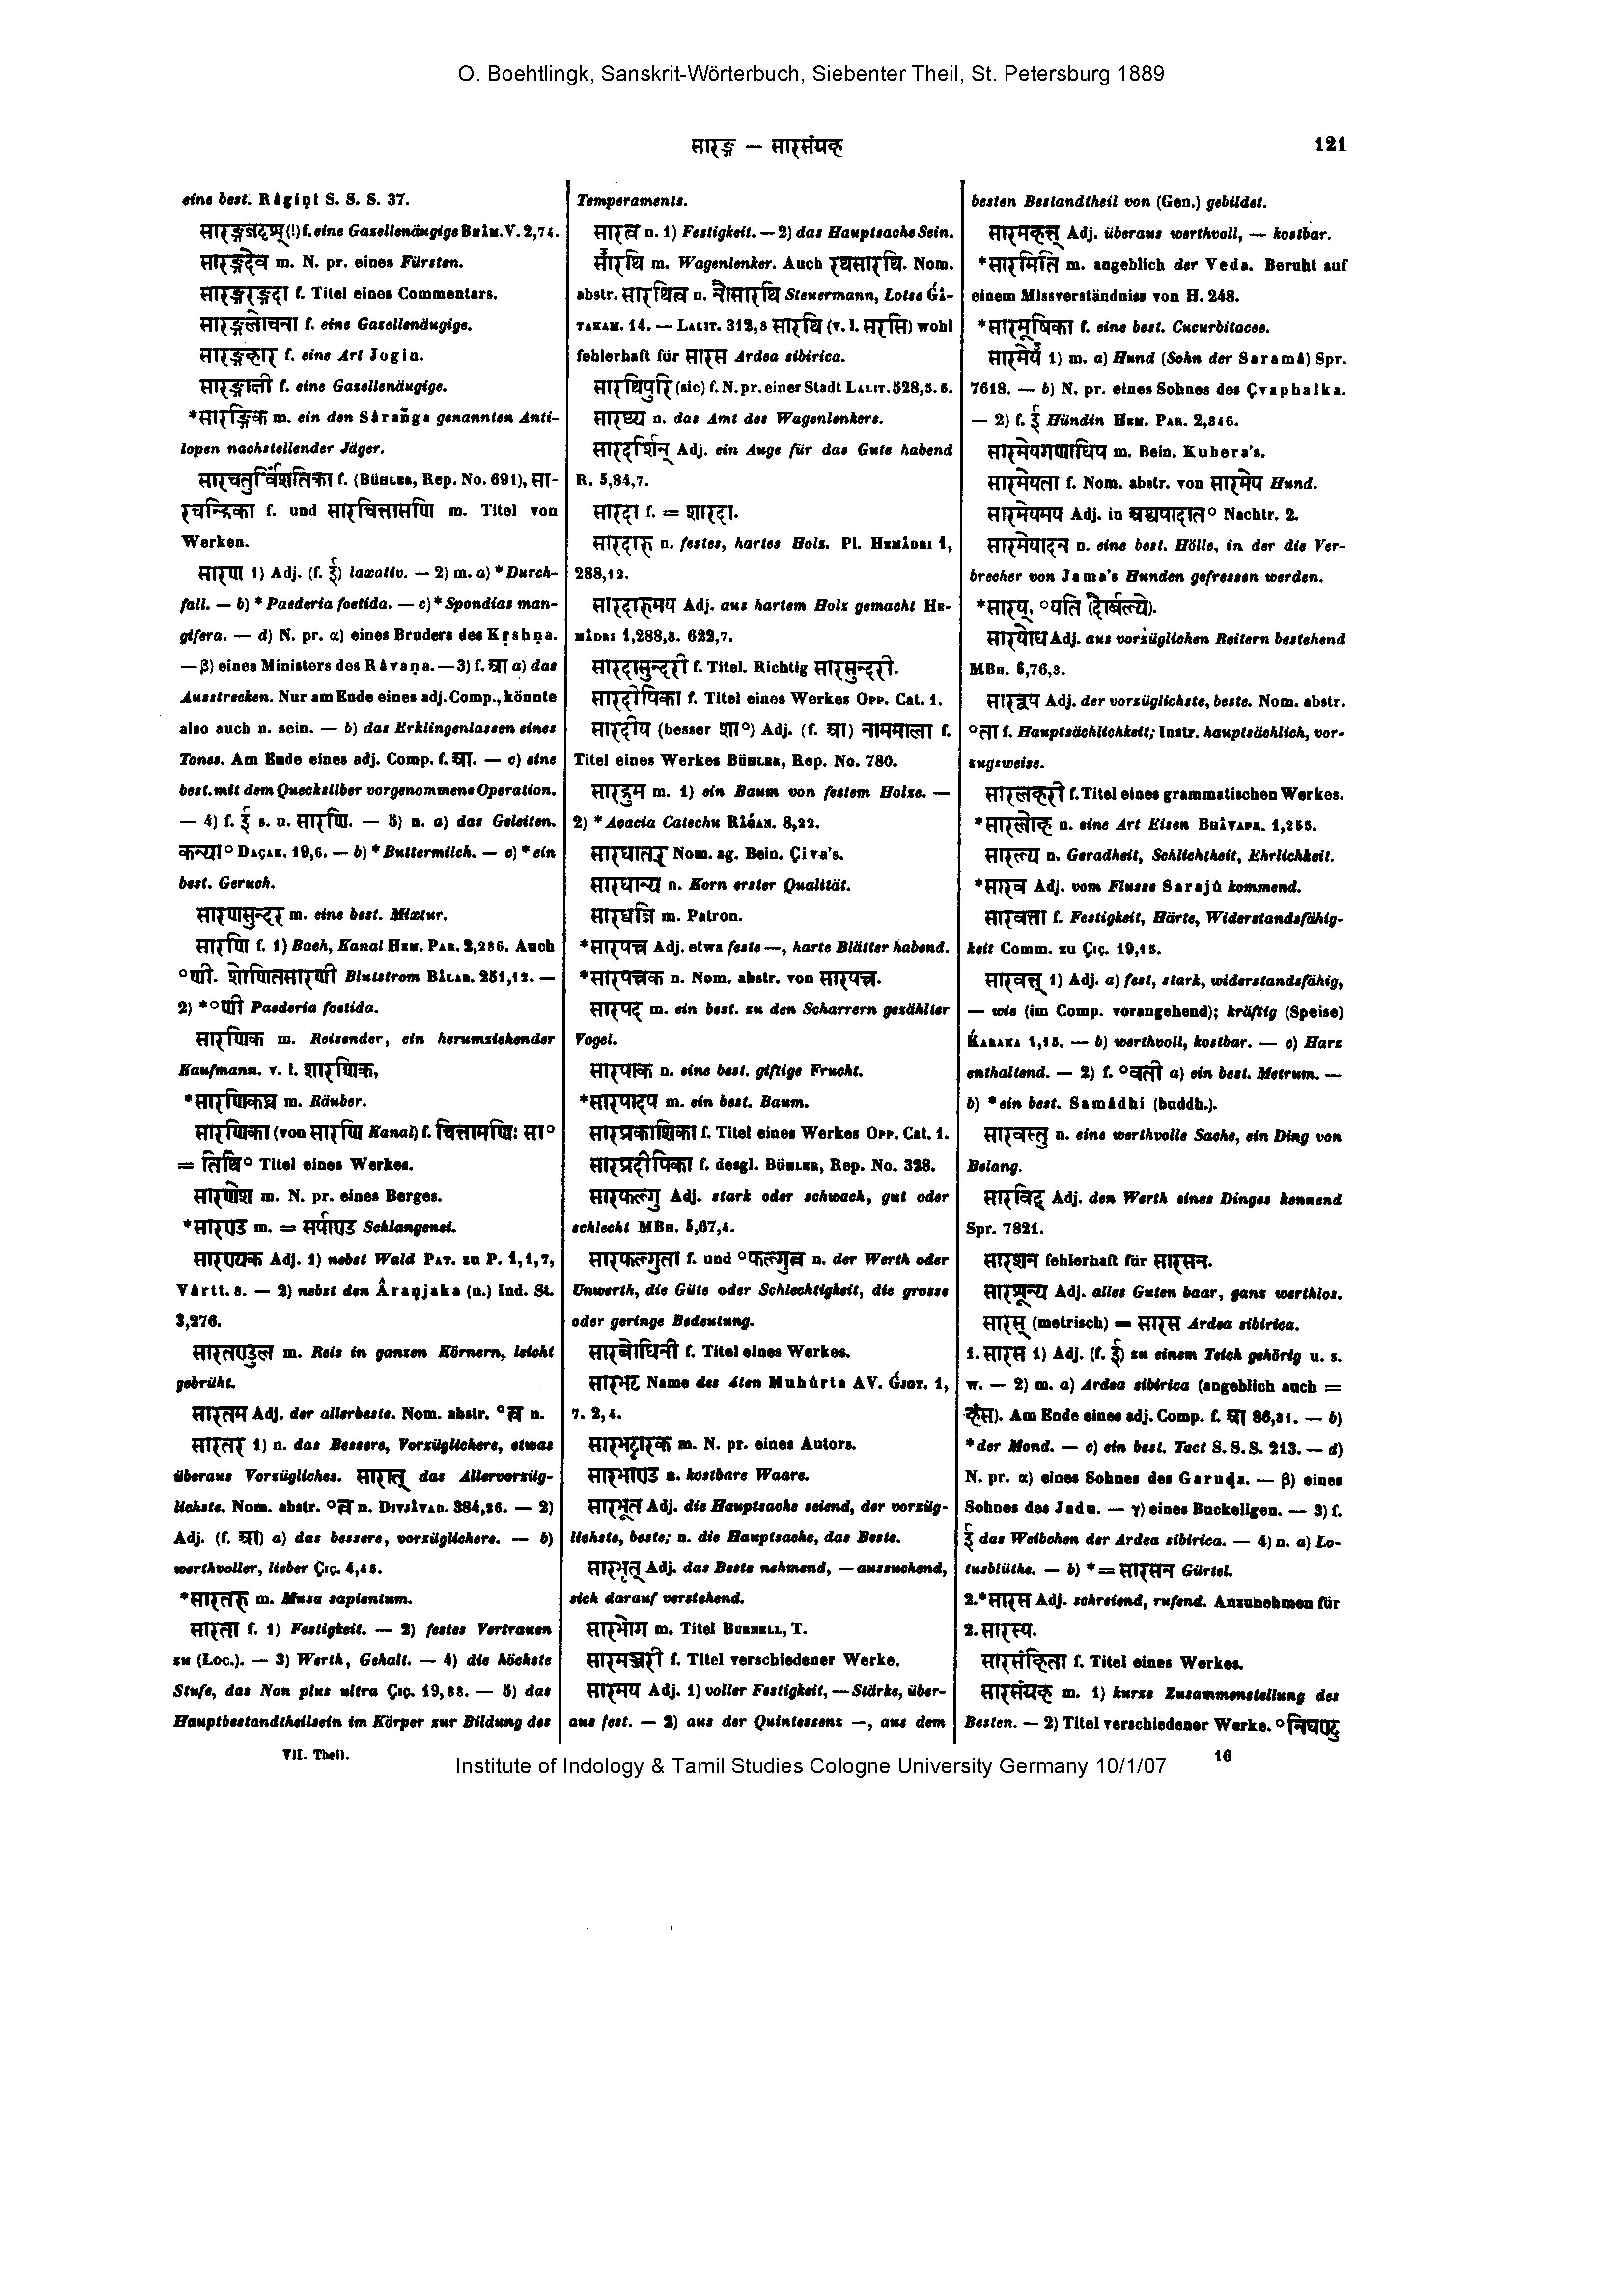 O. Boehtlingk, Sanskrit-Wörterbuch, Siebenter Theil, St. Petersburg 1889
सारङ्ग — सारसंग्रह
121
eine best. Râgiṇî S. S. S. 37.
(!) f. eine Gazellenäugige Bhâm. V. 2,74.
सारङ्गदेव m. N. pr. eines Fürsten.
सारङ्गरङ्गदा f. Titel eines Commentars.
सारङ्गलोचना f. eine Gazellenäugige.
सारङ्गहार f. eine Art Jogin.
सारङ्गाक्षी f. eine Gazellenäugige.
*सारङ्गिक m. ein den Sâraṅga genannten Anti-
lopen nachstellender Jäger.
सारचतुर्विंशतिका f. (Bühler, Rep. No. 691), सा-
रचन्द्रिका f. und m. Titel von
Werken.
सारण 1) Adj. (f. ई) laxativ. — 2) m. a) *Durch-
fall. — b) *Paederia foetida. — c) *Spondias man-
gifera. — d) N. pr. α) eines Bruders des Kṛshṇa.
— β) eines Ministers des Râvaṇa. — 3) f. आ a) das
Ausstrecken. Nur am Ende eines adj. Comp., könnte
also auch n. sein. — b) das Erklingenlassen eines
Tones. Am Ende eines adj. Comp. f. आ. — c) eine
best. mit dem Quecksilber vorgenommene Operation.
— 4) f. ई s. u. सारणि. — 5) n. a) das Geleiten.
कन्या° Daçak. 19,6. — b) *Buttermilch. — c) *ein
best. Geruch.
सारणसुन्दर m. eine best. Mixtur.
सारणि f. 1) Bach, Kanal Hem. Par. 2,286. Auch
°णी. शोणितसारणी Blutstrom Bâlar. 251,12. —
2) *°णी Paederia foetida.
सारणिक m. Reisender, ein herumziehender
Kaufmann. v. l. शारणिक,
*सारणिकघ्न m. Räuber.
सारणिका (von सारणि Kanal) f. चिन्तामणिः सा°
= तिथि° Titel eines Werkes.
सारणेश m. N. pr. eines Berges.
*सारण्ड m. = सर्पाण्ड Schlangenei.
सारण्यक Adj. 1) nebst Wald Pat. zu P. 1,1,7,
Vârtt. 8. — 2) nebst den Âraṇjaka (n.) Ind. St.
3,276.
सारतण्डुल m. Reis in ganzen Körnern, leicht
gebrüht.
सारतम Adj. der allerbeste. Nom. abstr. °त्व n.
सारतर 1) n. das Bessere, Vorzüglichere, etwas
überaus Vorzügliches. सारात् das Allervorzüg-
lichste. Nom. abstr. °त्व n. Divjâvad. 384,26. — 2)
Adj. (f. आ) a) das bessere, vorzüglichere. — b)
werthvoller, lieber Çiç. 4,45.
*सारतरु m. Musa sapientum.
सारता f. 1) Festigkeit. — 2) festes Vertrauen
zu (Loc.). — 3) Werth, Gehalt. — 4) die höchste
Stufe, das Non plus ultra Çiç. 19,88. — 5) das
Hauptbestandtheilsein im Körper zur Bildung des
Temperaments.
सारत्व n. 1) Festigkeit. — 2) das Hauptsache Sein.
सारथि m. Wagenlenker. Auch रथसारथि. Nom.
abstr. सारथित्व n. नौसारथि Steuermann, Lotse Ǵâ-
takam. 14. — Lalit. 312,8 सारथि (v. l. सरसि) wohl
fehlerhaft für सारस Ardea sibirica.
सारथिपुरि (sic) f. N. pr. einer Stadt Lalit. 528,5. 6.
सारथ्य n. das Amt des Wagenlenkers.
सारदर्शिन् Adj. ein Auge für das Gute habend
R. 5,84,7.
सारदा f. = शारदा.
सारदारु n. festes, hartes Holz. Pl. Hemâdri 1,
288,12.
सारदारुमय Adj. aus hartem Holz gemacht He-
mâdri 1,288,8. 622,7.
सारदासुन्दरी f. Titel. Richtig सारसुन्दरी.
सारदीपिका f. Titel eines Werkes Opp. Cat. 1.
सारदीय (besser शा°) Adj. (f. आ) नाममाला f.
Titel eines Werkes Bühler, Rep. No. 780.
सारद्रुम m. 1) ein Baum von festem Holze. —
2) *Acacia Catechu Râǵan. 8,22.
सारधातर् Nom. ag. Bein. Çiva's.
सारधान्य n. Korn erster Qualität.
m. Patron.
*सारपत्त्र Adj. etwa feste —, harte Blätter habend.
*सारपत्त्रक n. Nom. abstr. von सारपत्त्र.
सारपद m. ein best. zu den Scharrern gezählter
Vogel.
सारपाक n. eine best. giftige Frucht.
*सारपादप m. ein best. Baum.
सारप्रकाशिका f. Titel eines Werkes Opp. Cat. 1.
सारप्रदीपिका f. desgl. Bühler, Rep. No. 328.
सारफल्गु Adj. stark oder schwach, gut oder
schlecht MBh. 5,67,4.
सारफल्गुता f. und °फल्गुत्व n. der Werth oder
Unwerth, die Güte oder Schlechtigkeit, die grosse
oder geringe Bedeutung.
सारबोधिनी f. Titel eines Werkes.
सारभट Name des 4ten Muhûrta AV. Ǵjot. 1,
7. 2,4.
सारभट्टारक m. N. pr. eines Autors.
सारभाण्ड n. kostbare Waare.
सारभूत Adj. die Hauptsache seiend, der vorzüg-
lichste, beste; n. die Hauptsache, das Beste.
सारभृत् Adj. das Beste nehmend, — aussuchend,
sich darauf verstehend.
सारभोग m. Titel Burnell, T.
सारमञ्जरी f. Titel verschiedener Werke.
सारमय Adj. 1) voller Festigkeit, — Stärke, über-
aus fest. — 2) aus der Quintessenz —, aus dem
besten Bestandtheil von (Gen.) gebildet.
सारमहत् Adj. überaus werthvoll, — kostbar.
*सारमिति m. angeblich der Veda. Beruht auf
einem Missverständniss von H. 248.
*सारमूषिका f. eine best. Cucurbitacee.
सारमेय 1) m. a) Hund (Sohn der Saramâ) Spr.
7618. — b) N. pr. eines Sohnes des Çvaphalka.
— 2) f. ई Hündin Hem. Par. 2,346.
सारमेयगणाधिप m. Bein. Kubera's.
सारमेयता f. Nom. abstr. von सारमेय Hund.
सारमेयमय Adj. in Nachtr. 2.
सारमेयादन n. eine best. Hölle, in der die Ver-
brecher von Jama's Hunden gefressen werden.
*सारय्, °यति (दौर्बल्ये).
सारयोध Adj. aus vorzüglichen Reitern bestehend
MBh. 6,76,3.
साररूप Adj. der vorzüglichste, beste. Nom. abstr.
°ता f. Hauptsächlichkeit; Instr. hauptsächlich, vor-
zugsweise.
सारलहरी f. Titel eines grammatischen Werkes.
*सारलोह n. eine Art Eisen Bhâvapr. 1,255.
सारल्य n. Geradheit, Schlichtheit, Ehrlichkeit.
*सारव Adj. vom Flusse Sarajû kommend.
सारवत्ता f. Festigkeit, Härte, Widerstandsfähig-
keit Comm. zu Çiç. 19,15.
सारवत् 1) Adj. a) fest, stark, widerstandsfähig,
— wie (im Comp. vorangehend); kräftig (Speise)
Ḱaraka 1,15. — b) werthvoll, kostbar. — c) Harz
enthaltend. — 2) f. °वती a) ein best. Metrum. —
b) *ein best. Samâdhi (buddh.).
सारवस्तु n. eine werthvolle Sache, ein Ding von
Belang.
सारविद् Adj. den Werth eines Dinges kennend
Spr. 7821.
सारशन fehlerhaft für सारसन.
सारशून्य Adj. alles Guten baar, ganz werthlos.
सारस् (metrisch) = सारस Ardea sibirica.
1. सारस 1) Adj. (f. ई) zu einem Teich gehörig u. s.
w. — 2) m. a) Ardea sibirica (angeblich auch =
हंस). Am Ende eines adj. Comp. f. आ 86,31. — b)
*der Mond. — c) ein best. Tact S. S. S. 213. — d)
N. pr. α) eines Sohnes des Garuḍa. — β) eines
Sohnes des Jadu. — γ) eines Buckeligen. — 3) f.
ई das Weibchen der Ardea sibirica. — 4) n. a) Lo-
tusblüthe. — b) *= सारसन Gürtel.
2. *सारस Adj. schreiend, rufend. Anzunehmen für
2. सारस्य.
सारसंहिता f. Titel eines Werkes.
सारसंग्रह m. 1) kurze Zusammenstellung des
Besten. — 2) Titel verschiedener Werke. °निघण्टु
VII. Theil.
16
Institute of Indology & Tamil Studies Cologne University Germany 10/1/07